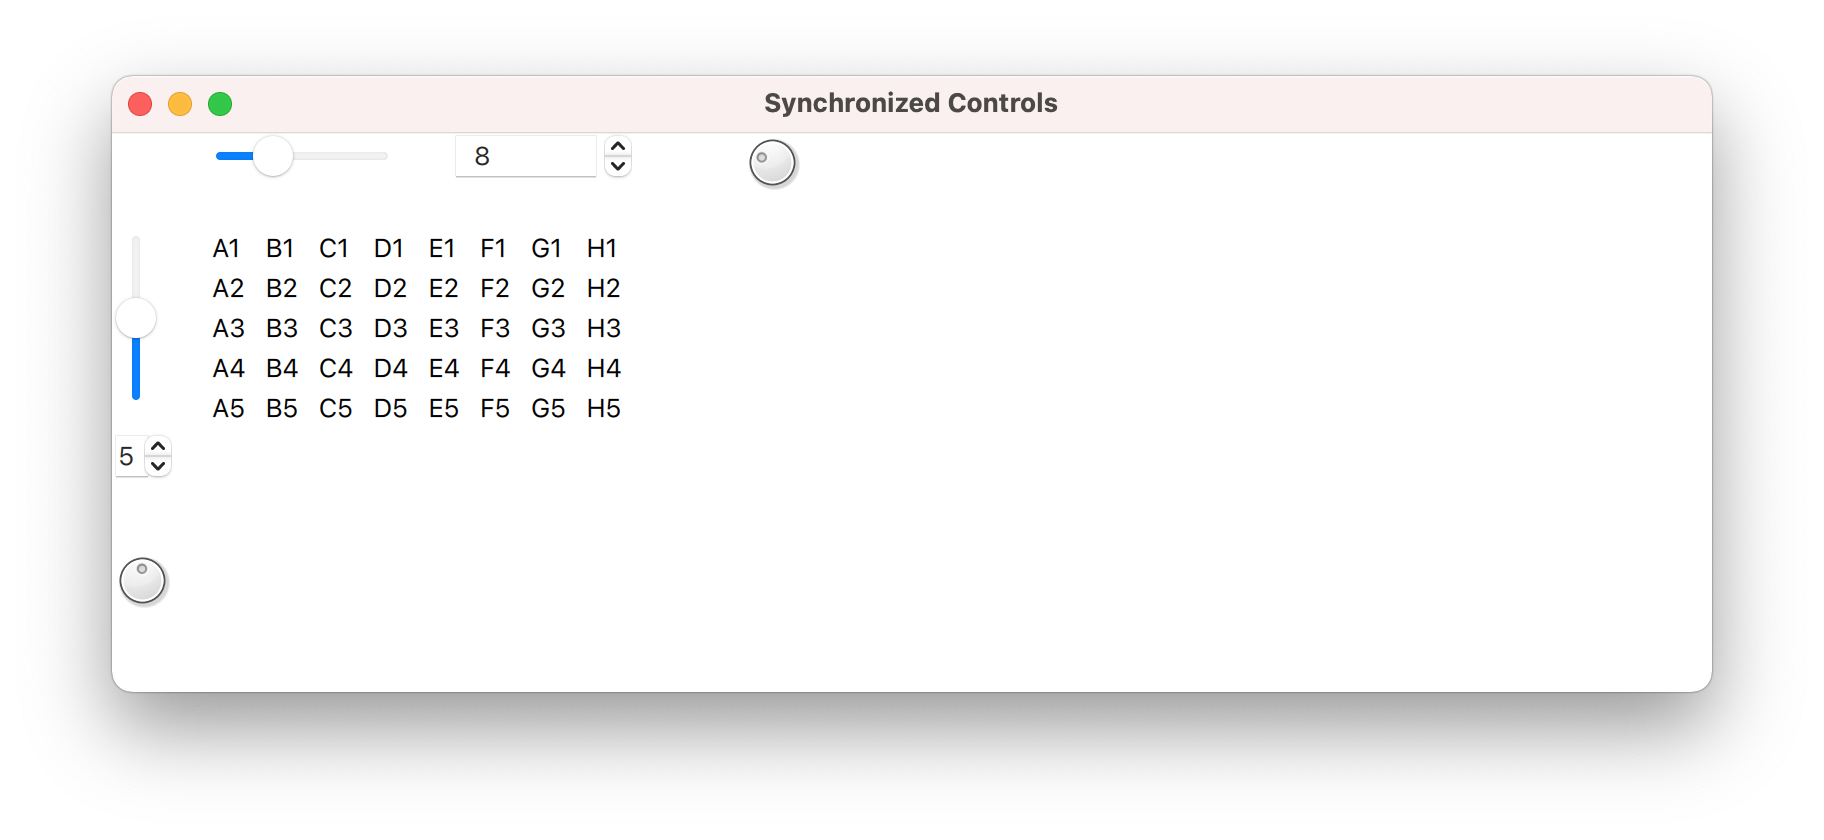 Synchronized Controls
8
A1 B1 C1 D1 E1 F1 G1 H1
A2 B2 C2 D2 E2 F2 G2 H2
A3 B3 C3 D3 E3 F3 G3 H3
A4 B4 C4 D4 E4 F4 G4 H4
A5 B5 C5 D5 E5 F5 G5 H5
5